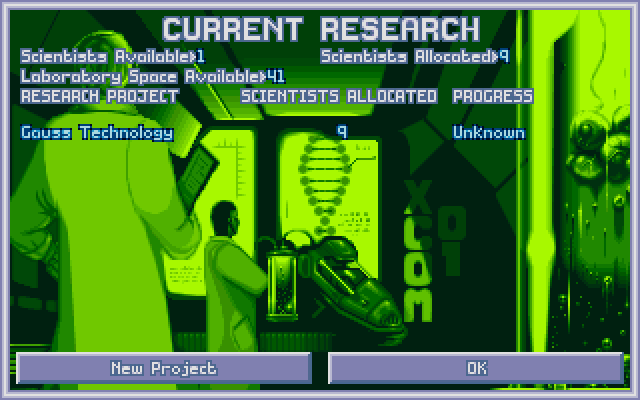 CURRENT RESEARCH
Scientists Available>1 Scientists Allocated>9
Laboratory Space Available>41
RESEARCH PROJECT SCIENTISTS ALLOCATED PROGRESS
Gauss Technology 9 Unknown
XCOM
01
New Project OK